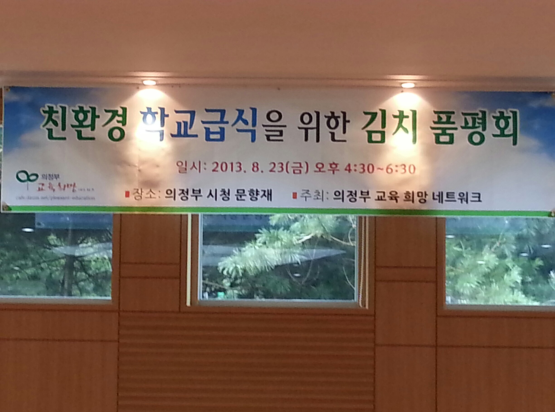 친환경 학교급식을 위한 김치 품평회
일시: 2013. 8. 23(금) 오후 4:30~6:30
의정부
교육희망
장소: 의정부 시청 문향재 주최: 의정부 교육 희망 네트워크